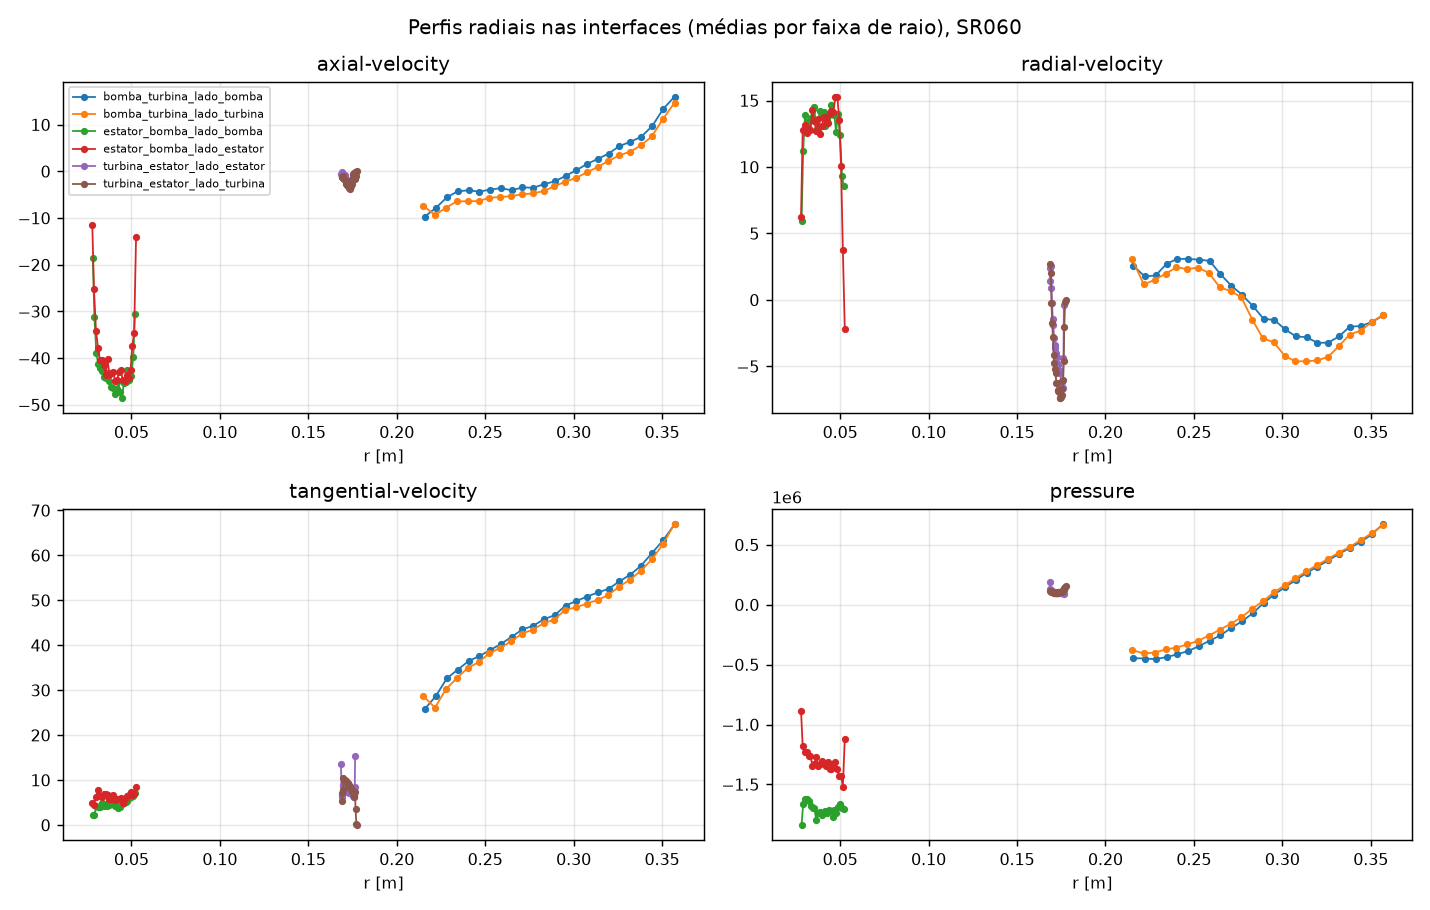 Perfis radiais nas interfaces (médias por faixa de raio), SR060
axial-velocity
bomba_turbina_lado_bomba
bomba_turbina_lado_turbina
estator_bomba_lado_bomba
estator_bomba_lado_estator
turbina_estator_lado_estator
turbina_estator_lado_turbina
10
0
−10
−20
−30
−40
−50
0.05 0.10 0.15 0.20 0.25 0.30 0.35
r [m]
radial-velocity
15
10
5
0
−5
0.05 0.10 0.15 0.20 0.25 0.30 0.35
r [m]
tangential-velocity
70
60
50
40
30
20
10
0
0.05 0.10 0.15 0.20 0.25 0.30 0.35
r [m]
pressure
1e6
0.5
0.0
−0.5
−1.0
−1.5
0.05 0.10 0.15 0.20 0.25 0.30 0.35
r [m]